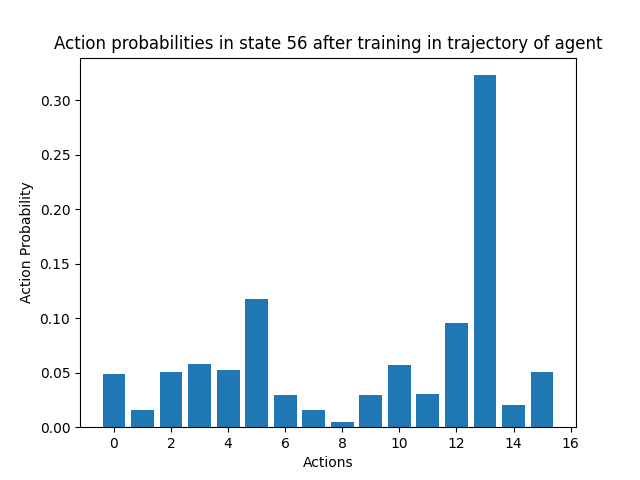 Action probabilities in state 56 after training in trajectory of agent
0.30
0.25
0.20
0.15
0.10
0.05
0.00
Action Probability
0 2 4 6 8 10 12 14 16
Actions